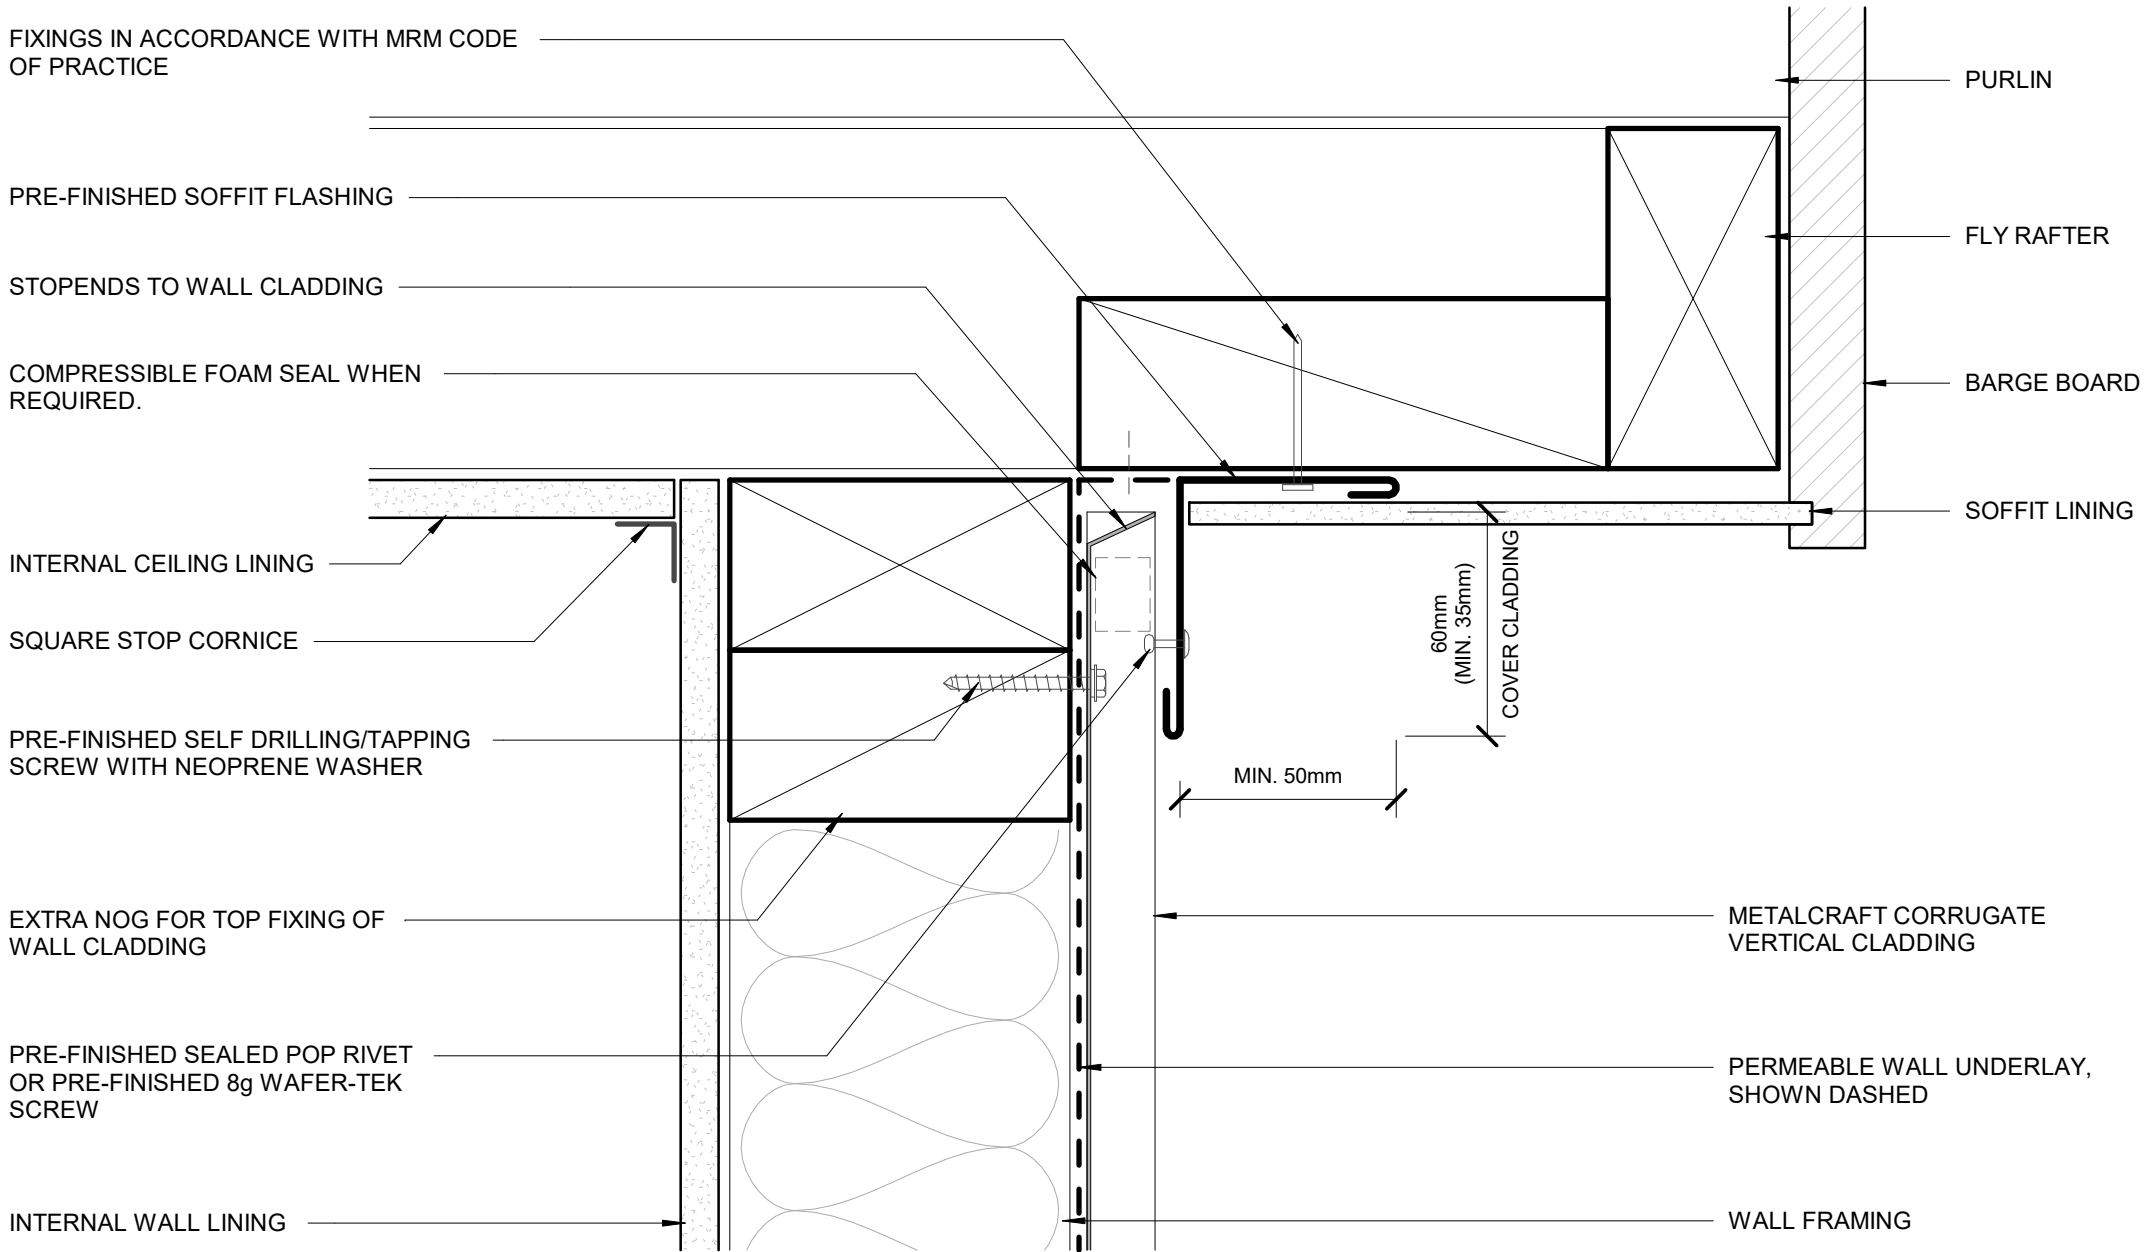 FIXINGS IN ACCORDANCE WITH MRM CODE
OF PRACTICE
PRE-FINISHED SOFFIT FLASHING
STOPENDS TO WALL CLADDING
COMPRESSIBLE FOAM SEAL WHEN
REQUIRED.
INTERNAL CEILING LINING
SQUARE STOP CORNICE
PRE-FINISHED SELF DRILLING/TAPPING
SCREW WITH NEOPRENE WASHER
EXTRA NOG FOR TOP FIXING OF
WALL CLADDING
PRE-FINISHED SEALED POP RIVET
OR PRE-FINISHED 8g WAFER-TEK
SCREW
INTERNAL WALL LINING
60mm
(MIN. 35mm)
COVER CLADDING
MIN. 50mm
PURLIN
FLY RAFTER
BARGE BOARD
SOFFIT LINING
METALCRAFT CORRUGATE
VERTICAL CLADDING
PERMEABLE WALL UNDERLAY,
SHOWN DASHED
WALL FRAMING